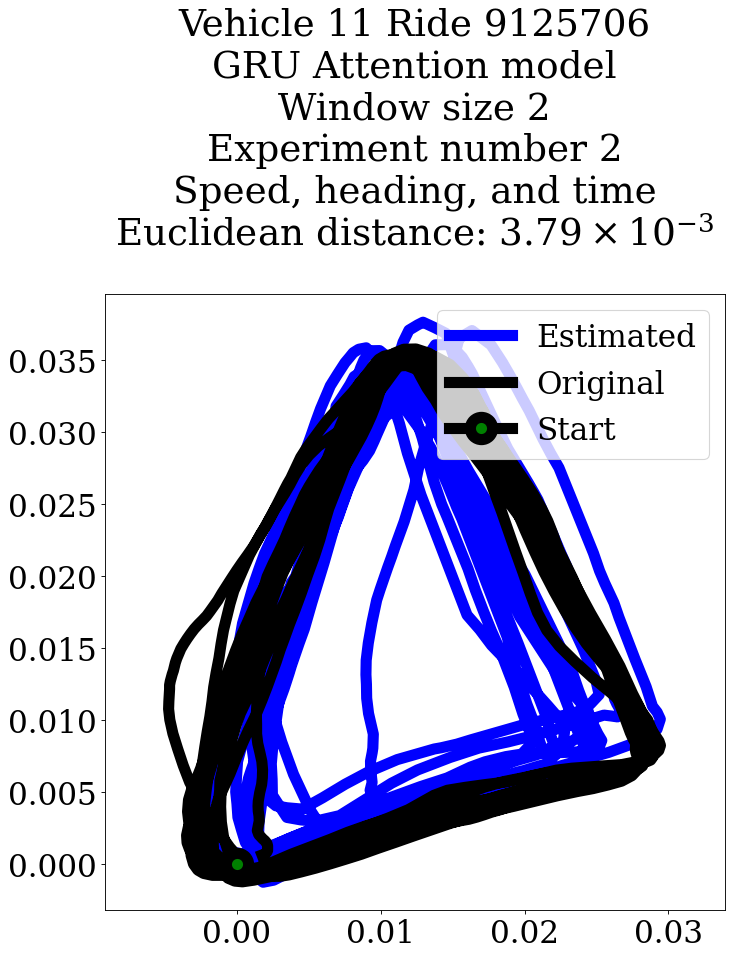 Vehicle 11 Ride 9125706
GRU Attention model
Window size 2
Experiment number 2
Speed, heading, and time
Euclidean distance: 3.79 × 10⁻³
Estimated
Original
Start
0.035
0.030
0.025
0.020
0.015
0.010
0.005
0.000
0.00 0.01 0.02 0.03